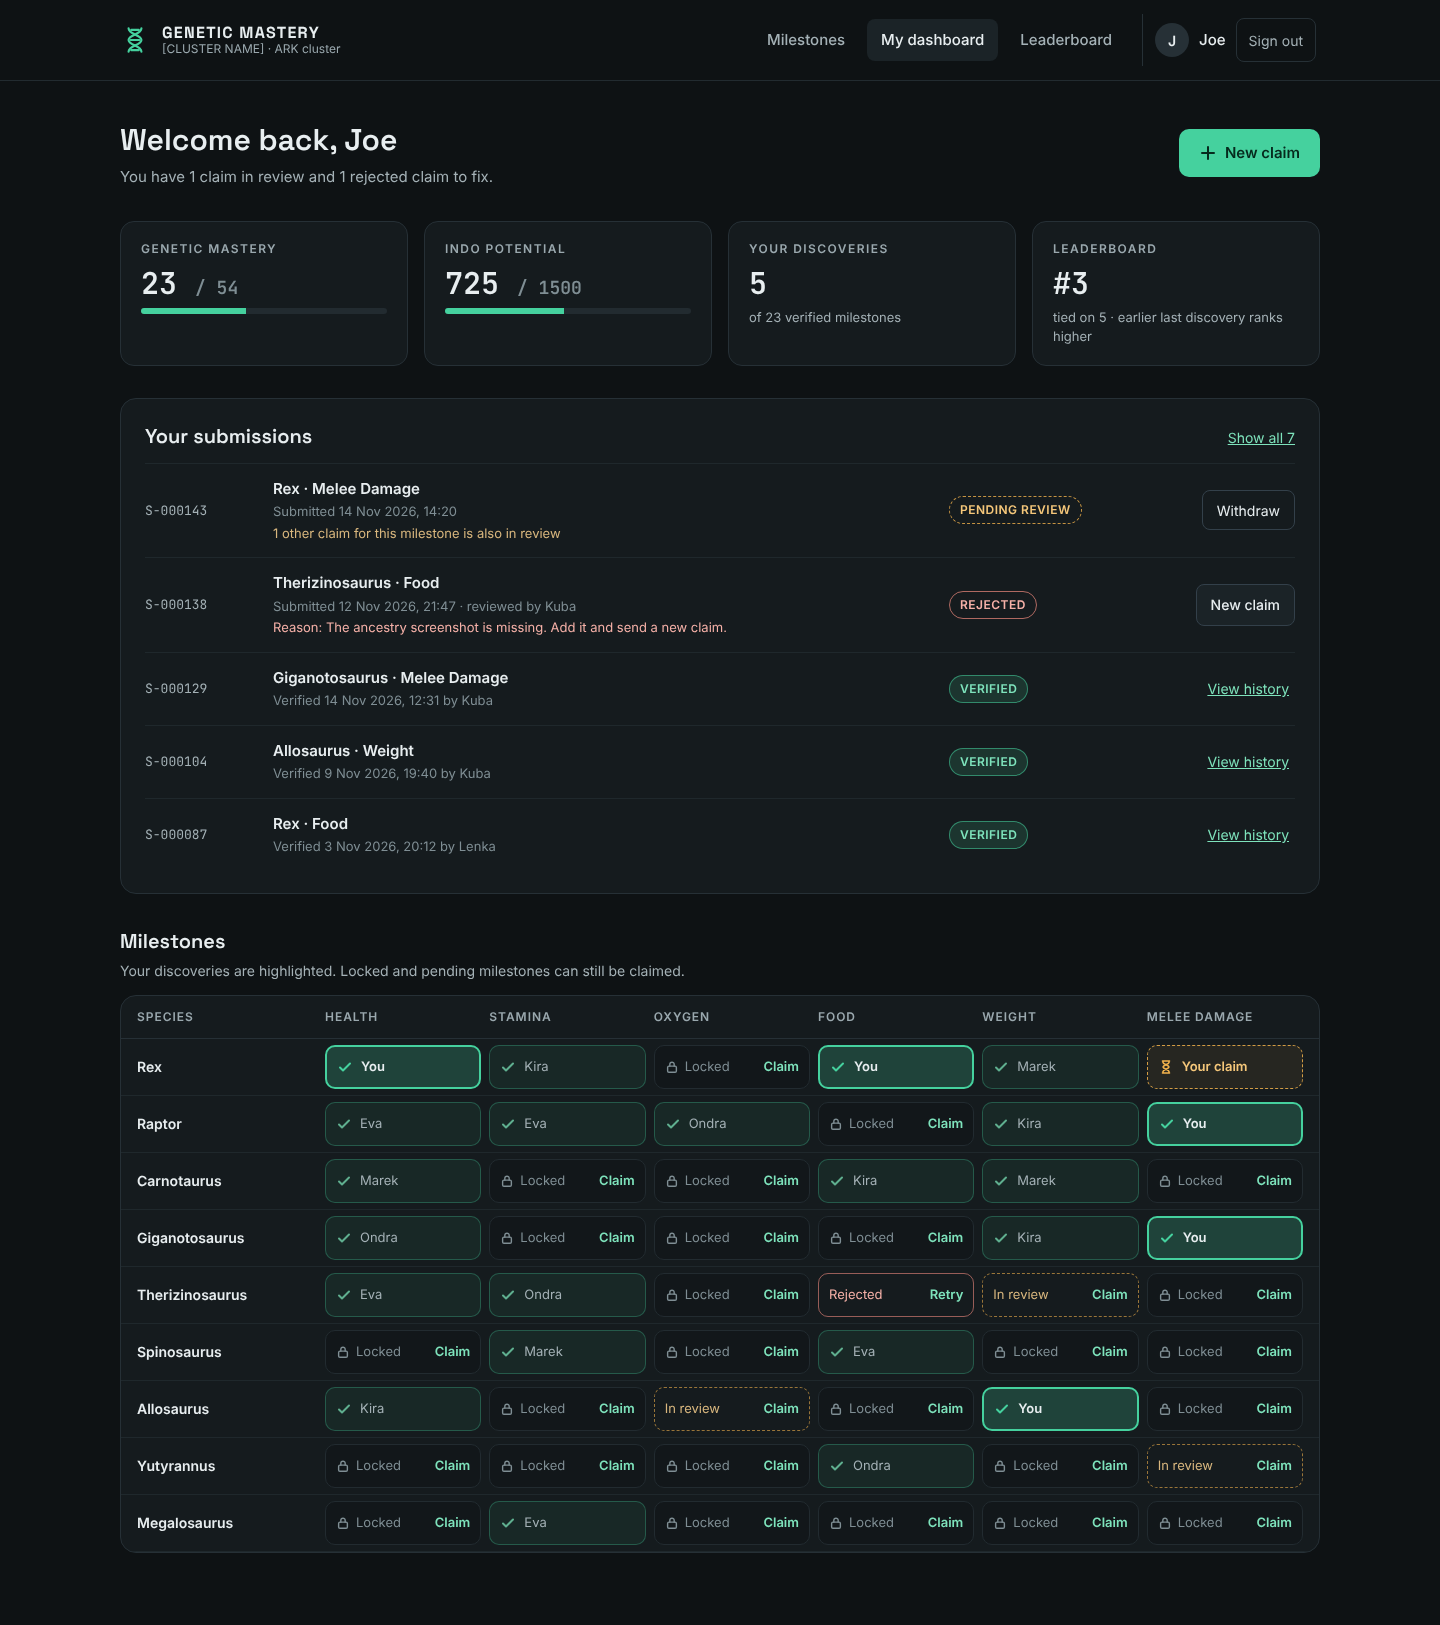 GENETIC MASTERY
[CLUSTER NAME] · ARK cluster
Milestones
My dashboard
Leaderboard
J
Joe
Sign out
Welcome back, Joe
You have 1 claim in review and 1 rejected claim to fix.
New claim
GENETIC MASTERY
23 / 54
INDO POTENTIAL
725 / 1500
YOUR DISCOVERIES
5
of 23 verified milestones
LEADERBOARD
#3
tied on 5 · earlier last discovery ranks
higher
Your submissions
Show all 7
S-000143
Rex · Melee Damage
Submitted 14 Nov 2026, 14:20
1 other claim for this milestone is also in review
PENDING REVIEW
Withdraw
S-000138
Therizinosaurus · Food
Submitted 12 Nov 2026, 21:47 · reviewed by Kuba
Reason: The ancestry screenshot is missing. Add it and send a new claim.
REJECTED
New claim
S-000129
Giganotosaurus · Melee Damage
Verified 14 Nov 2026, 12:31 by Kuba
VERIFIED
View history
S-000104
Allosaurus · Weight
Verified 9 Nov 2026, 19:40 by Kuba
VERIFIED
View history
S-000087
Rex · Food
Verified 3 Nov 2026, 20:12 by Lenka
VERIFIED
View history
Milestones
Your discoveries are highlighted. Locked and pending milestones can still be claimed.
SPECIES HEALTH STAMINA OXYGEN FOOD WEIGHT MELEE DAMAGE
Rex You Kira Locked Claim You Marek Your claim
Raptor Eva Eva Ondra Locked Claim Kira You
Carnotaurus Marek Locked Claim Locked Claim Kira Marek Locked Claim
Giganotosaurus Ondra Locked Claim Locked Claim Locked Claim Kira You
Therizinosaurus Eva Ondra Locked Claim Rejected Retry In review Claim Locked Claim
Spinosaurus Locked Claim Marek Locked Claim Eva Locked Claim Locked Claim
Allosaurus Kira Locked Claim In review Claim Locked Claim You Locked Claim
Yutyrannus Locked Claim Locked Claim Locked Claim Ondra Locked Claim In review Claim
Megalosaurus Locked Claim Eva Locked Claim Locked Claim Locked Claim Locked Claim